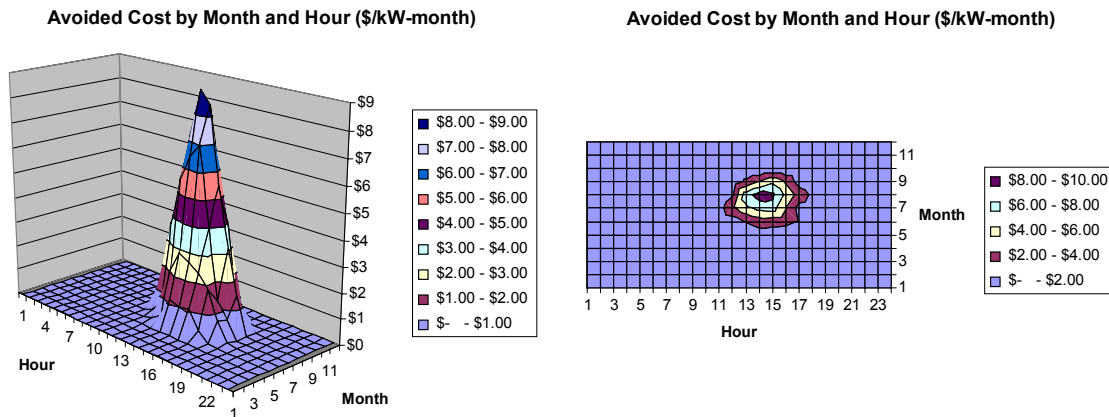 Avoided Cost by Month and Hour ($/kW-month)
$9
$8
$7
$6
$5
$4
$3
$2
$1
$0
1
4
7
10
13
16
19
22
Hour
1
3
5
7
9
11
Month
$8.00 - $9.00
$7.00 - $8.00
$6.00 - $7.00
$5.00 - $6.00
$4.00 - $5.00
$3.00 - $4.00
$2.00 - $3.00
$1.00 - $2.00
$- - $1.00
Avoided Cost by Month and Hour ($/kW-month)
11
9
7
5
3
1
Month
1 3 5 7 9 11 13 15 17 19 21 23
Hour
$8.00 - $10.00
$6.00 - $8.00
$4.00 - $6.00
$2.00 - $4.00
$- - $2.00